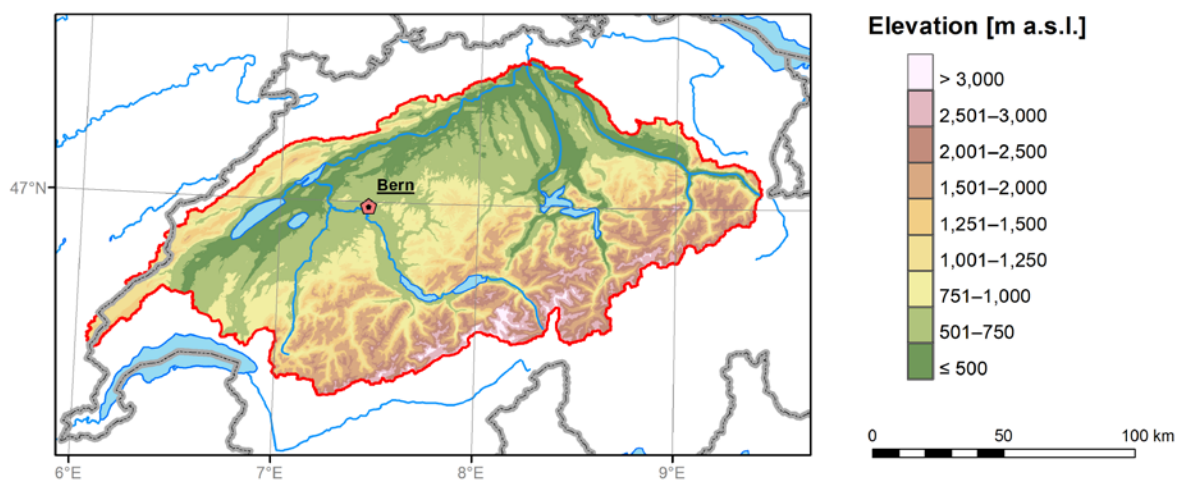 Elevation [m a.s.l.]
> 3,000
2,501–3,000
2,001–2,500
1,501–2,000
1,251–1,500
1,001–1,250
751–1,000
501–750
≤ 500
47°N
Bern
0 50 100 km
6°E 7°E 8°E 9°E